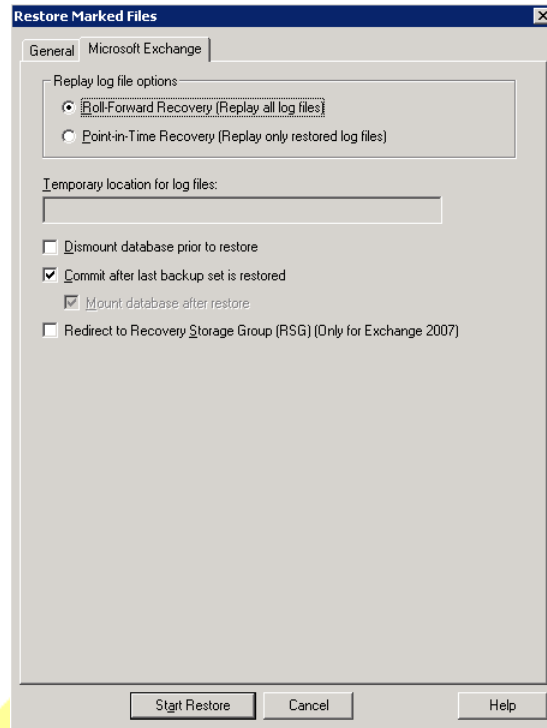 Restore Marked Files
General Microsoft Exchange
Replay log file options
Roll-Forward Recovery (Replay all log files)
Point-in-Time Recovery (Replay only restored log files)
Temporary location for log files:
Dismount database prior to restore
Commit after last backup set is restored
Mount database after restore
Redirect to Recovery Storage Group (RSG) (Only for Exchange 2007)
Start Restore Cancel Help